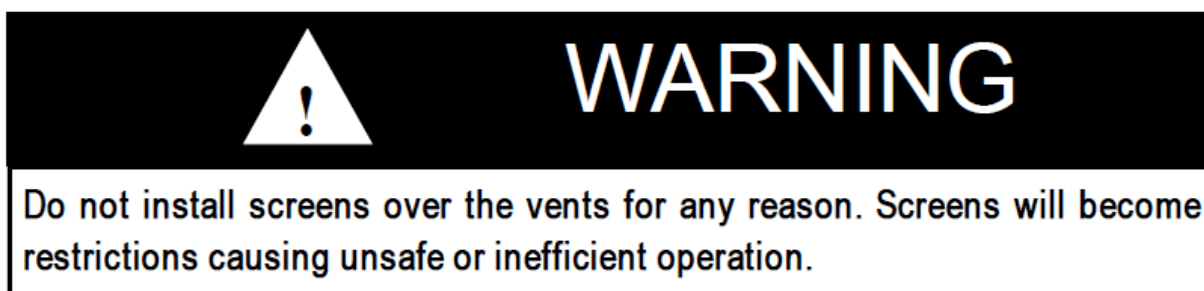 WARNING
Do not install screens over the vents for any reason. Screens will become
restrictions causing unsafe or inefficient operation.